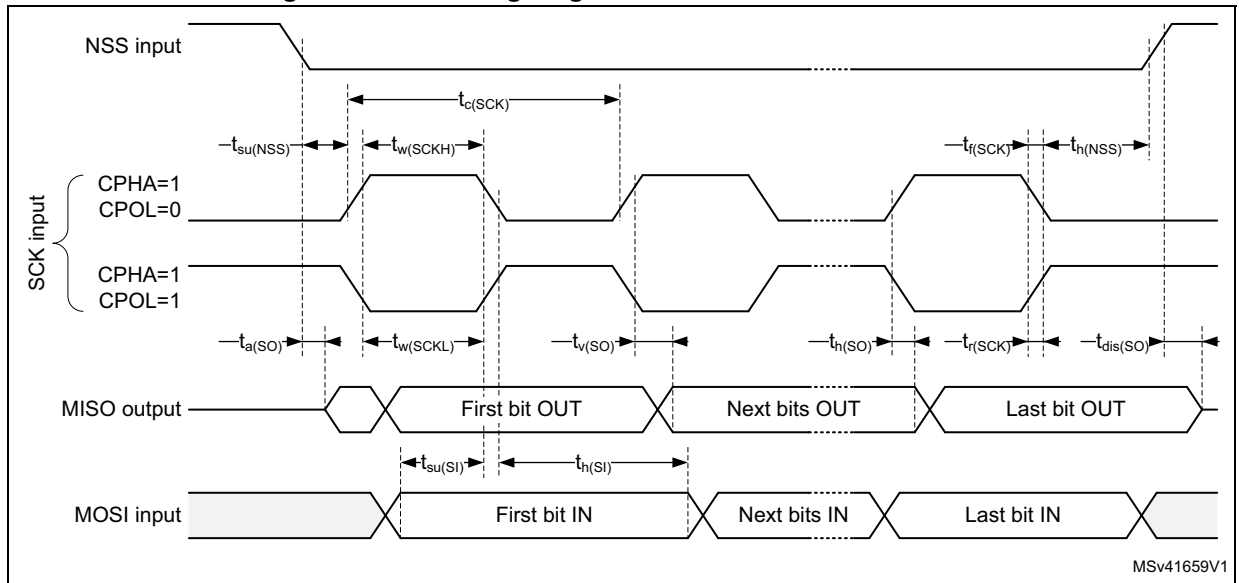 NSS input
tc(SCK)
tsu(NSS) tw(SCKH) tf(SCK) th(NSS)
SCK input
CPHA=1
CPOL=0
CPHA=1
CPOL=1
ta(SO) tw(SCKL) tv(SO) th(SO) tr(SCK) tdis(SO)
MISO output First bit OUT Next bits OUT Last bit OUT
tsu(SI) th(SI)
MOSI input First bit IN Next bits IN Last bit IN
MSv41659V1